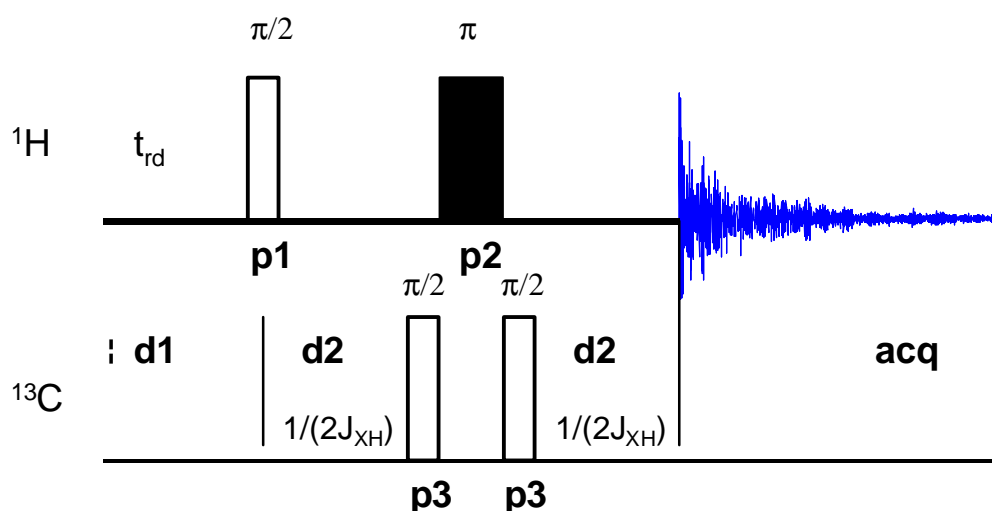 π/2 π
¹H t_rd
p1 p2
π/2 π/2
d1 d2 d2 acq
¹³C
1/(2J_XH) 1/(2J_XH)
p3 p3